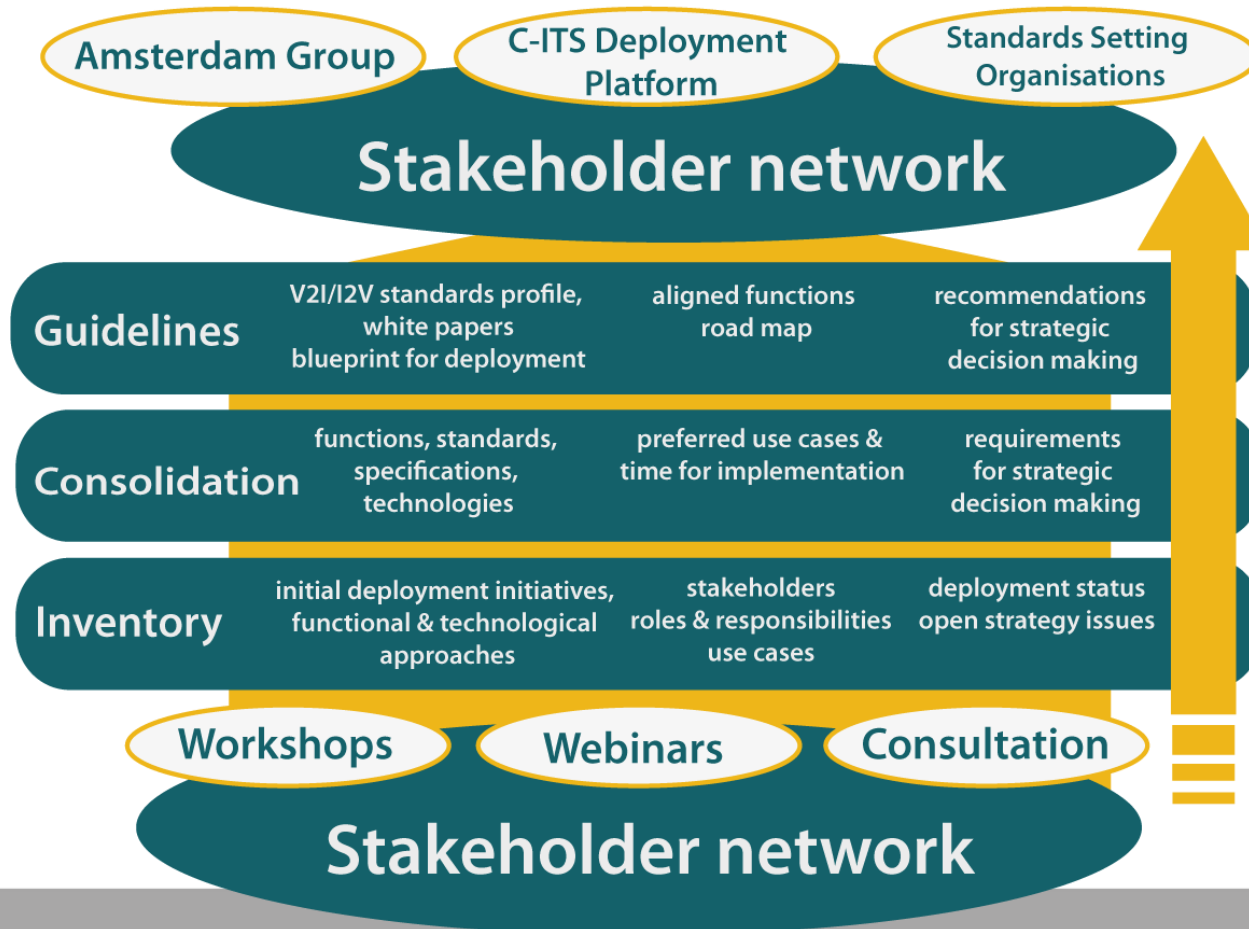 Amsterdam Group
C-ITS Deployment
Platform
Standards Setting
Organisations
Stakeholder network
Guidelines
V2I/I2V standards profile,
white papers
blueprint for deployment
aligned functions
road map
recommendations
for strategic
decision making
Consolidation
functions, standards,
specifications,
technologies
preferred use cases &
time for implementation
requirements
for strategic
decision making
Inventory
initial deployment initiatives,
functional & technological
approaches
stakeholders
roles & responsibilities
use cases
deployment status
open strategy issues
Workshops
Webinars
Consultation
Stakeholder network